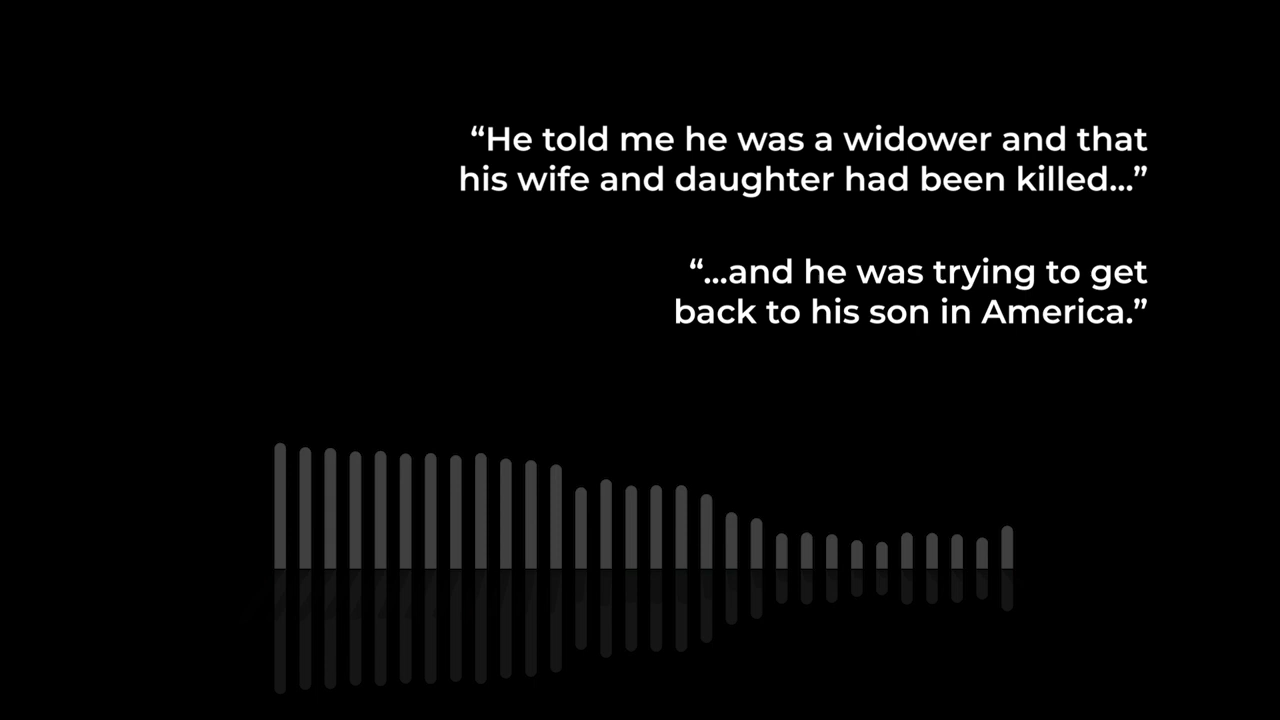 “He told me he was a widower and that
his wife and daughter had been killed...”
“...and he was trying to get
back to his son in America.”